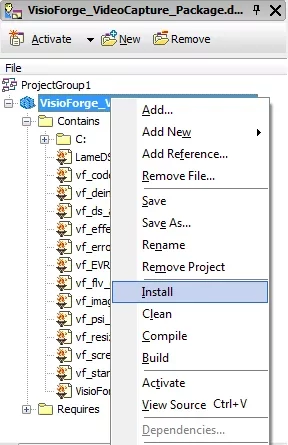 VisioForge_VideoCapture_Package.d...
Activate New Remove
File
ProjectGroup1
VisioForge_V
Contains
C:
LameDS
vf_code
vf_dein
vf_ds_a
vf_effe
vf_erro
vf_EVR
vf_flv_
vf_imag
vf_psi_
vf_resiz
vf_scre
vf_star
VisioFor
Requires
Add...
Add New
Add Reference...
Remove File...
Save
Save As...
Rename
Remove Project
Install
Clean
Compile
Build
Activate
View Source Ctrl+V
Dependencies...